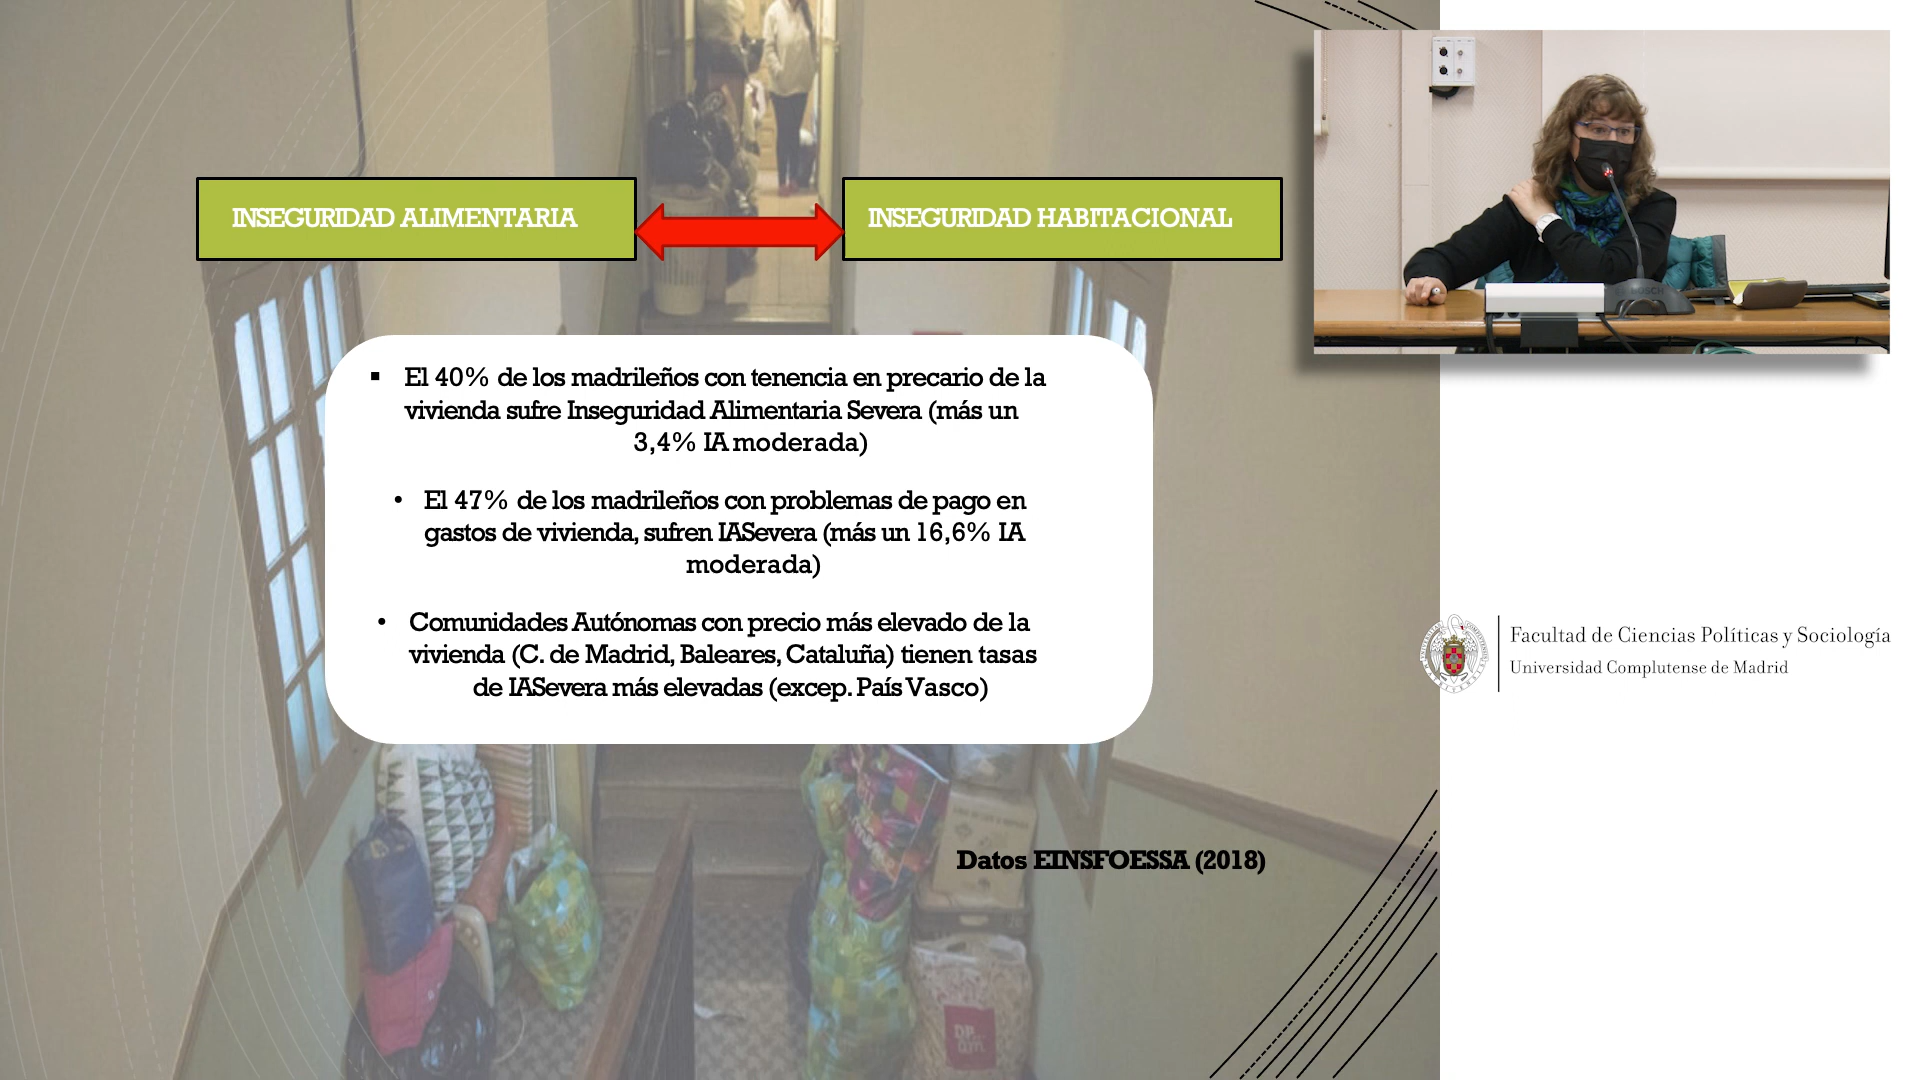 INSEGURIDAD ALIMENTARIA
INSEGURIDAD HABITACIONAL
▪ El 40% de los madrileños con tenencia en precario de la
vivienda sufre Inseguridad Alimentaria Severa (más un
3,4% IA moderada)
• El 47% de los madrileños con problemas de pago en
gastos de vivienda, sufren IASevera (más un 16,6% IA
moderada)
• Comunidades Autónomas con precio más elevado de la
vivienda (C. de Madrid, Baleares, Cataluña) tienen tasas
de IASevera más elevadas (excep. País Vasco)
Datos EINSFOESSA (2018)
Facultad de Ciencias Políticas y Sociología
Universidad Complutense de Madrid
BOSCH